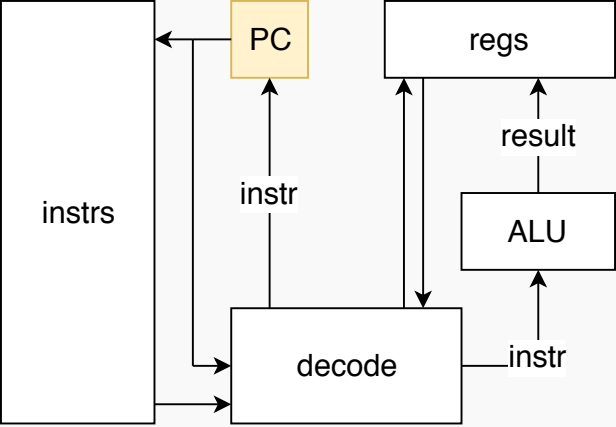 PC
regs
result
instr
instrs
ALU
instr
decode